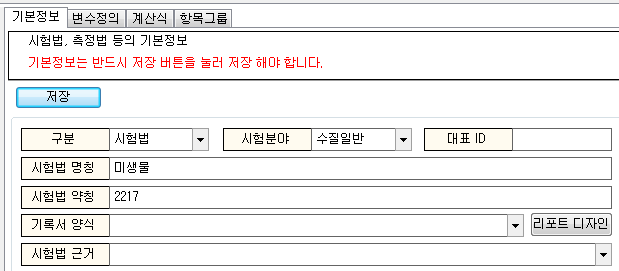 기본정보 변수정의 계산식 항목그룹
시험법, 측정법 등의 기본정보
기본정보는 반드시 저장 버튼을 눌러 저장 해야 합니다.
저장
구분 시험법 시험분야 수질일반 대표 ID
시험법 명칭 미생물
시험법 약칭 2217
기록서 양식 리포트 디자인
시험법 근거